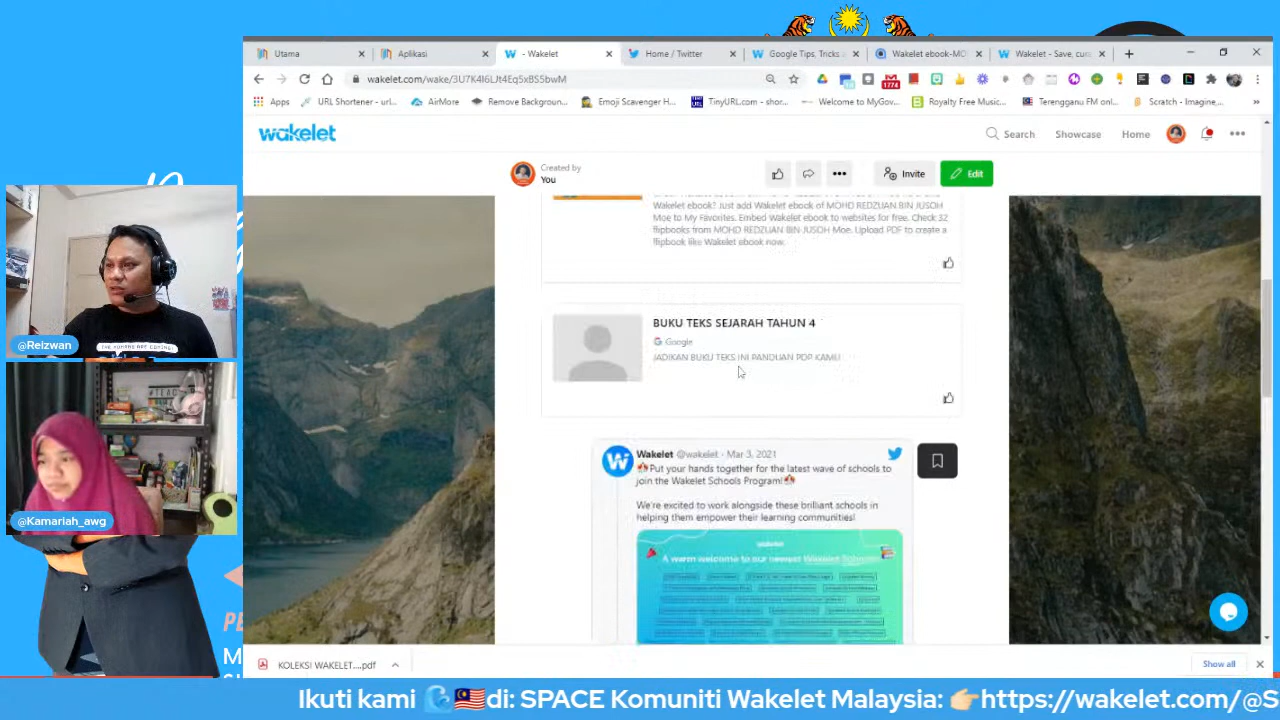 Utama
Aplikasi
- Wakelet
Home / Twitter
Google Tips, Tricks
Wakelet ebook-MO
Wakelet - Save, cur
wakelet.com/wake/3U7K4I6LJt4Eq5xBS5bwM
1774
Apps
URL Shortener - url...
AirMore
Remove Backgroun...
Emoji Scavenger H...
TinyURL.com - shor...
Welcome to MyGov...
Royalty Free Music...
Terengganu FM onl...
Scratch - Imagine,...
wakelet
Search
Showcase
Home
Created by
You
Invite
Edit
Wakelet ebook? Just add Wakelet ebook of MOHD REDZUAN BIN JUSOH
Moe to My Favorites. Embed Wakelet ebook to websites for free. Check 32
flipbooks from MOHD REDZUAN BIN JUSOH Moe. Upload PDF to create a
flipbook like Wakelet ebook now.
BUKU TEKS SEJARAH TAHUN 4
Google
JADIKAN BUKU TEKS INI PANDUAN PDP KAMU
Wakelet @wakelet · Mar 3, 2021
Put your hands together for the latest wave of schools to
join the Wakelet Schools Program!
We're excited to work alongside these brilliant schools in
helping them empower their learning communities!
wakelet
A warm welcome to our newest Wakelet Schools
@Reizwan
@Kamariah_awg
KOLEKSI WAKELET....pdf
Show all
Ikuti kami 🌊🇲🇾di: SPACE Komuniti Wakelet Malaysia: 👉🏻https://wakelet.com/@S